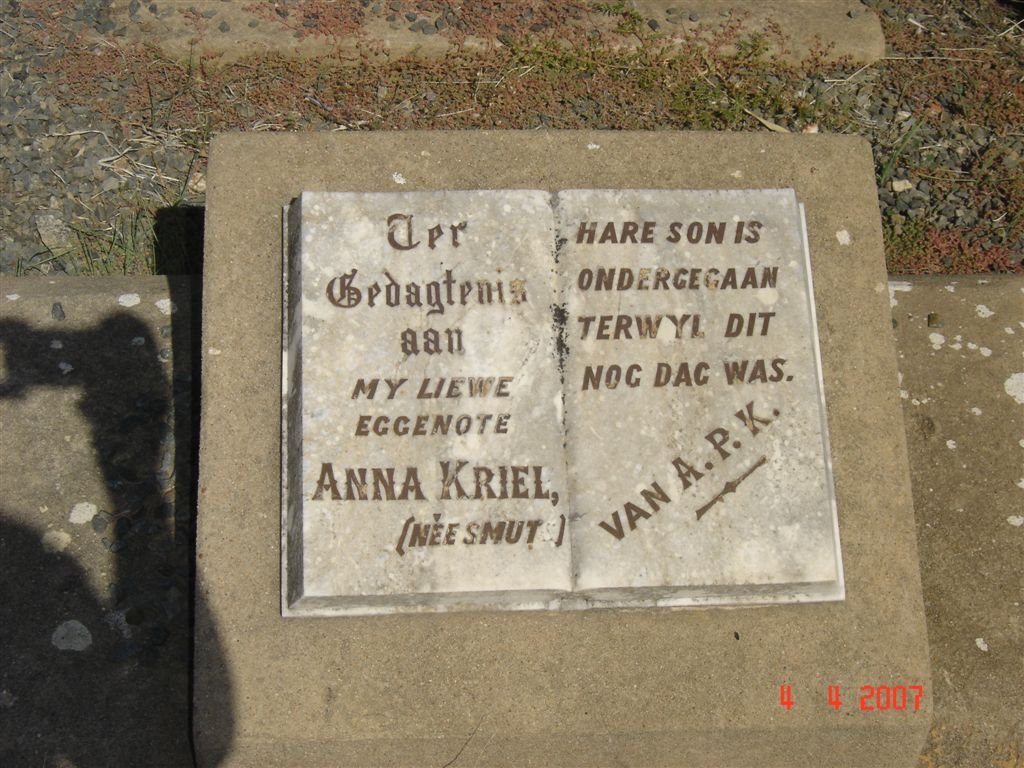 Ter
Gedagtenis
aan
MY LIEWE
EGGENOTE
ANNA KRIEL,
(NÉE SMUTS)
HARE SON IS
ONDERGEGAAN
TERWYL DIT
NOG DAG WAS.
VAN A.P.K.
4 4 2007